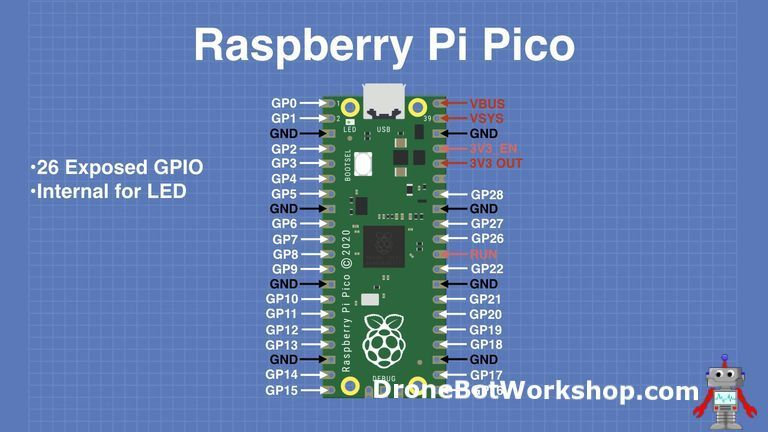 Raspberry Pi Pico
•26 Exposed GPIO
•Internal for LED
GP0
GP1
GND
GP2
GP3
GP4
GP5
GND
GP6
GP7
GP8
GP9
GND
GP10
GP11
GP12
GP13
GND
GP14
GP15
1
2
39
LED
USB
BOOTSEL
Raspberry Pi Pico © 2020
DEBUG
VBUS
VSYS
GND
3V3_EN
3V3 OUT
GP28
GND
GP27
GP26
RUN
GP22
GND
GP21
GP20
GP19
GP18
GND
GP17
DroneBotWorkshop.com